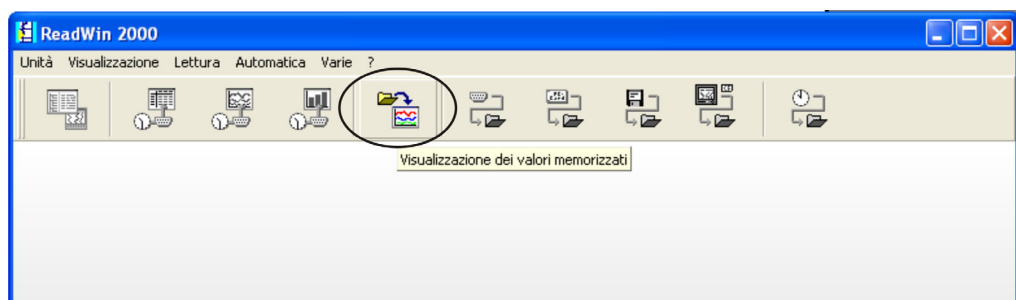 ReadWin 2000
Unità Visualizzazione Lettura Automatica Varie ?
Visualizzazione dei valori memorizzati